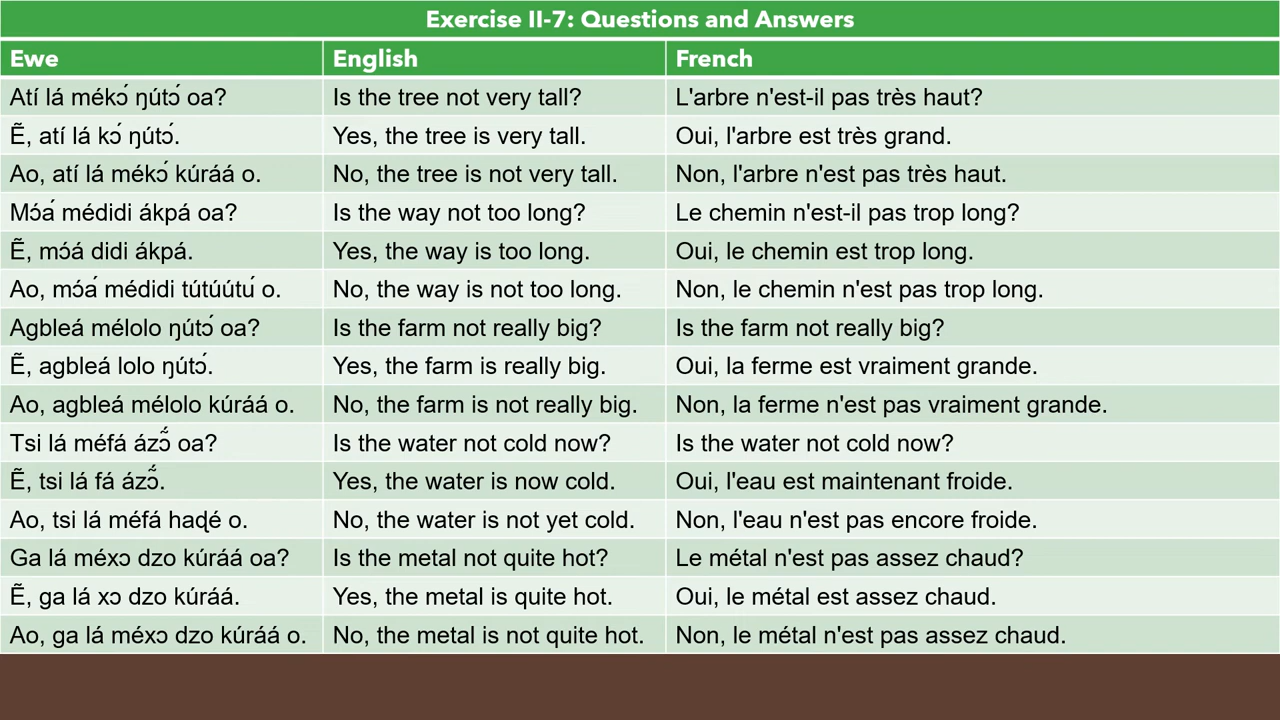 Exercise II-7: Questions and Answers
Ewe English French
Atí lá mékɔ́ ŋútɔ́ oa? Is the tree not very tall? L'arbre n'est-il pas très haut?
Ẽ, atí lá kɔ́ ŋútɔ́. Yes, the tree is very tall. Oui, l'arbre est très grand.
Ao, atí lá mékɔ́ kúráá o. No, the tree is not very tall. Non, l'arbre n'est pas très haut.
Mɔ́á médidi ákpá oa? Is the way not too long? Le chemin n'est-il pas trop long?
Ẽ, mɔ́á didi ákpá. Yes, the way is too long. Oui, le chemin est trop long.
Ao, mɔ́á médidi tútúútú o. No, the way is not too long. Non, le chemin n'est pas trop long.
Agbleá mélolo ŋútɔ́ oa? Is the farm not really big? Is the farm not really big?
Ẽ, agbleá lolo ŋútɔ́. Yes, the farm is really big. Oui, la ferme est vraiment grande.
Ao, agbleá mélolo kúráá o. No, the farm is not really big. Non, la ferme n'est pas vraiment grande.
Tsi lá méfá ázɔ̃́ oa? Is the water not cold now? Is the water not cold now?
Ẽ, tsi lá fá ázɔ̃́. Yes, the water is now cold. Oui, l'eau est maintenant froide.
Ao, tsi lá méfá haɖé o. No, the water is not yet cold. Non, l'eau n'est pas encore froide.
Ga lá méxɔ dzo kúráá oa? Is the metal not quite hot? Le métal n'est pas assez chaud?
Ẽ, ga lá xɔ dzo kúráá. Yes, the metal is quite hot. Oui, le métal est assez chaud.
Ao, ga lá méxɔ dzo kúráá o. No, the metal is not quite hot. Non, le métal n'est pas assez chaud.